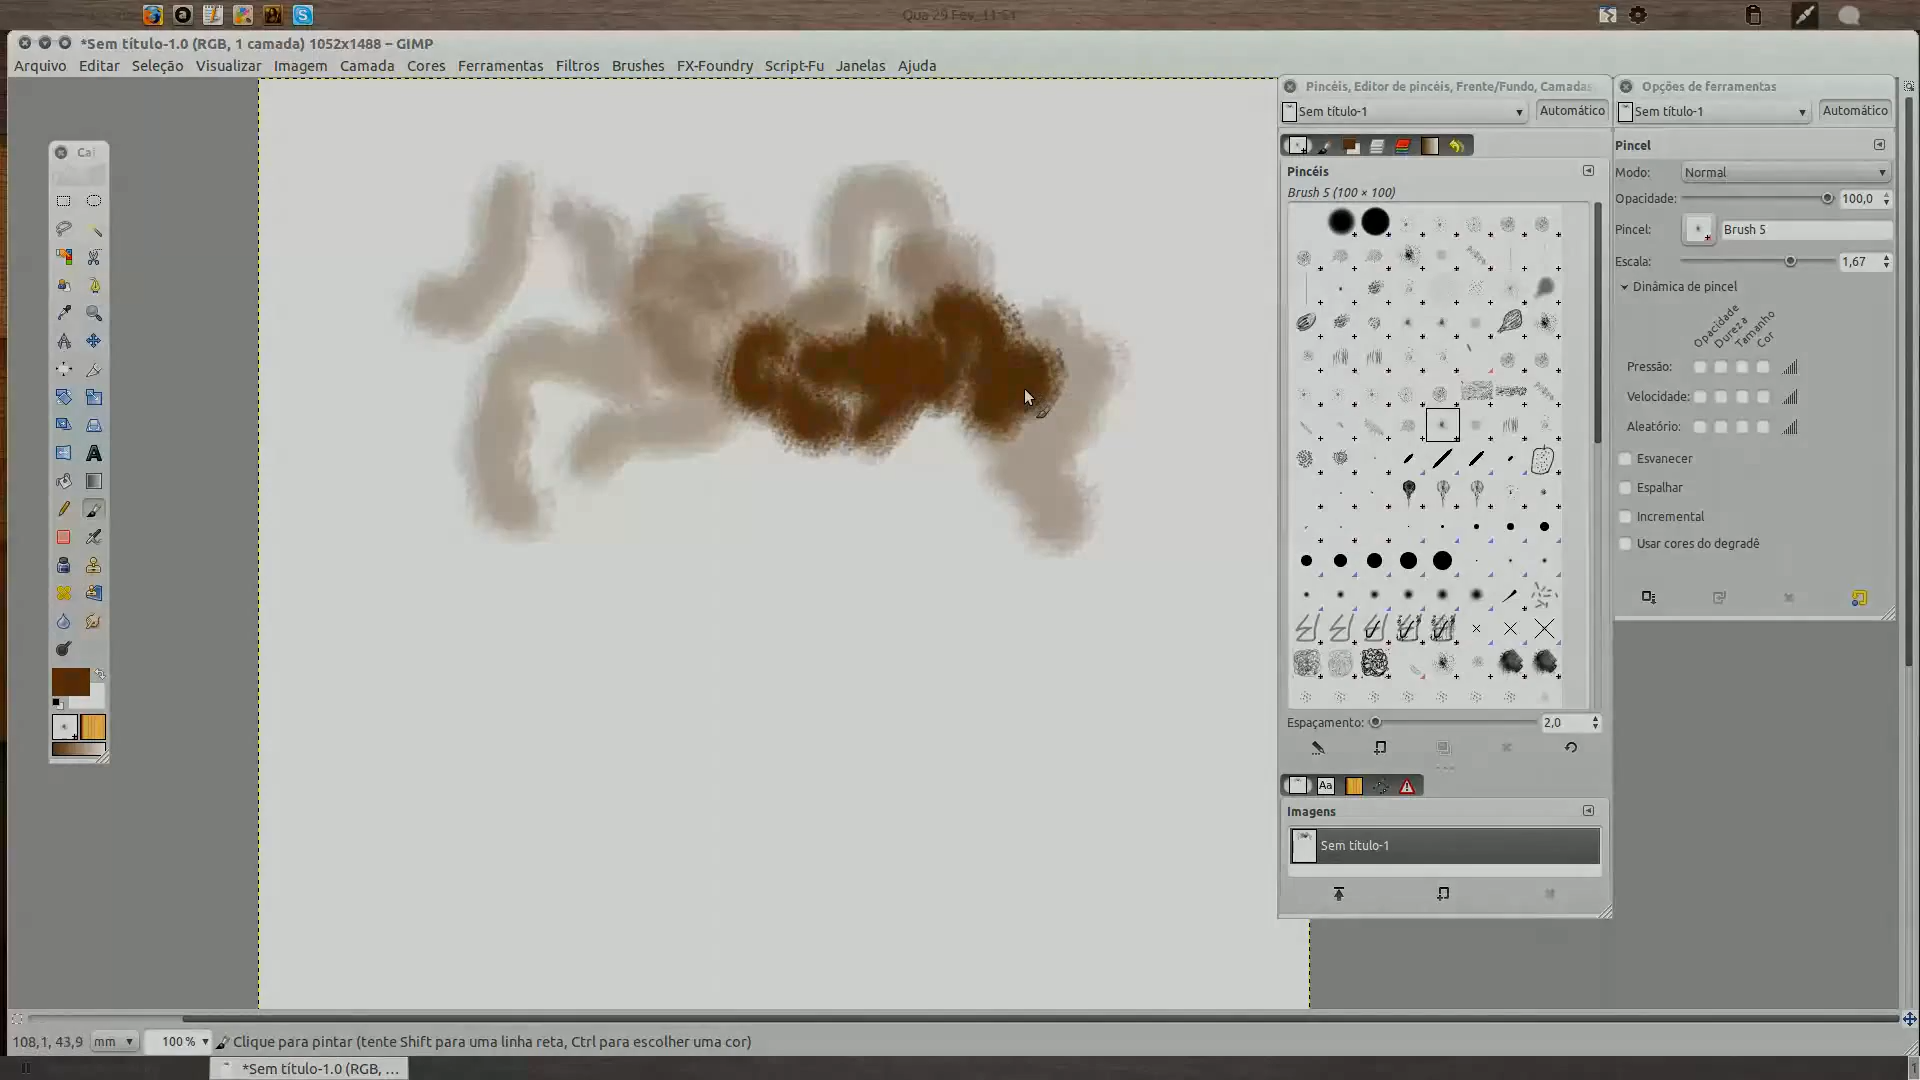 Qua 29 Fev, 11:51
*Sem título-1.0 (RGB, 1 camada) 1052x1488 – GIMP
Arquivo Editar Seleção Visualizar Imagem Camada Cores Ferramentas Filtros Brushes FX-Foundry Script-Fu Janelas Ajuda
Cai
Pincéis, Editor de pincéis, Frente/Fundo, Camadas
Sem título-1 Automático
Pincéis
Brush 5 (100 × 100)
Espaçamento: 2,0
Imagens
Sem título-1
Opções de ferramentas
Sem título-1 Automático
Pincel
Modo: Normal
Opacidade: 100,0
Pincel: Brush 5
Escala: 1,67
Dinâmica de pincel
Opacidade
Dureza
Tamanho
Cor
Pressão:
Velocidade:
Aleatório:
Esvanecer
Espalhar
Incremental
Usar cores do degradê
108,1, 43,9 mm 100 % Clique para pintar (tente Shift para uma linha reta, Ctrl para escolher uma cor)
*Sem título-1.0 (RGB, ...